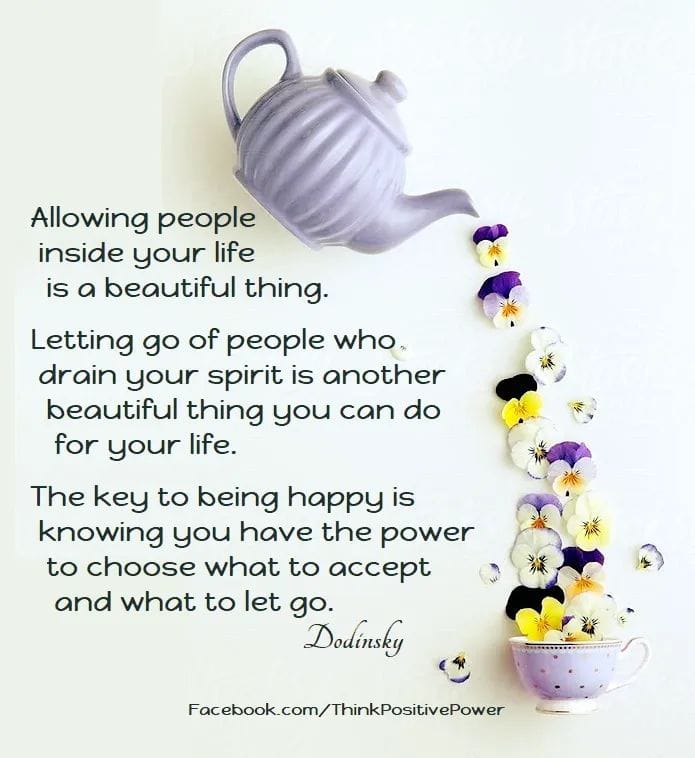 Allowing people
inside your life
is a beautiful thing.
Letting go of people who
drain your spirit is another
beautiful thing you can do
for your life.
The key to being happy is
knowing you have the power
to choose what to accept
and what to let go.
Dodinsky
Facebook.com/ThinkPositivePower